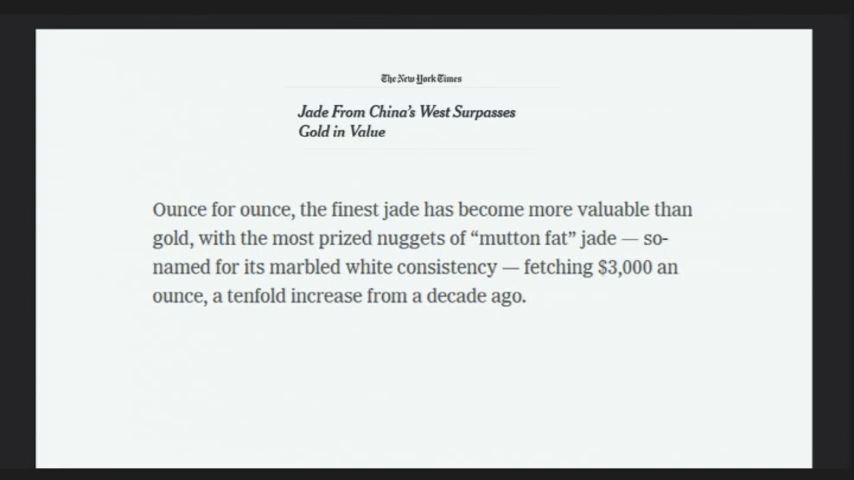 The New York Times
Jade From China's West Surpasses
Gold in Value
Ounce for ounce, the finest jade has become more valuable than
gold, with the most prized nuggets of “mutton fat” jade — so-
named for its marbled white consistency — fetching $3,000 an
ounce, a tenfold increase from a decade ago.